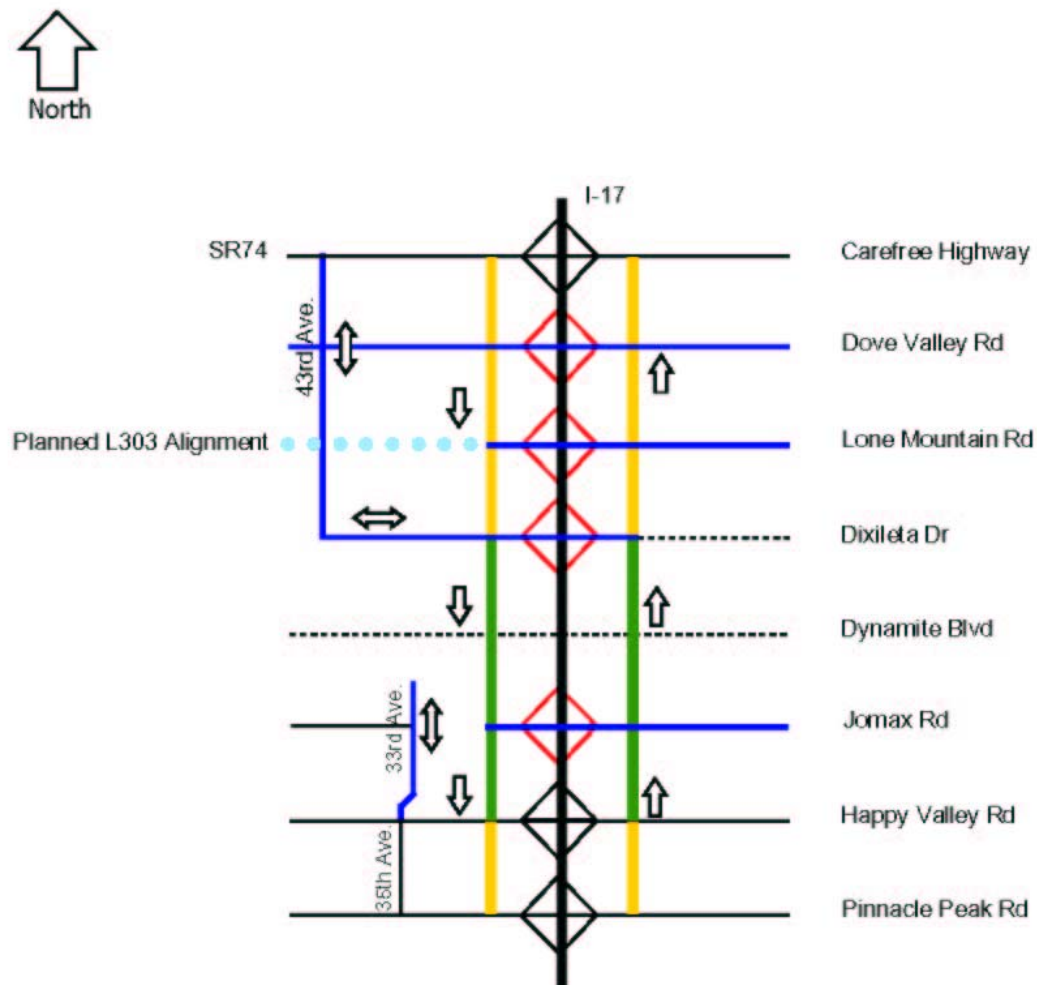 North
I-17
SR74
Carefree Highway
43rd Ave.
Dove Valley Rd
Planned L303 Alignment
Lone Mountain Rd
Dixileta Dr
Dynamite Blvd
33rd Ave.
Jomax Rd
Happy Valley Rd
35th Ave.
Pinnacle Peak Rd